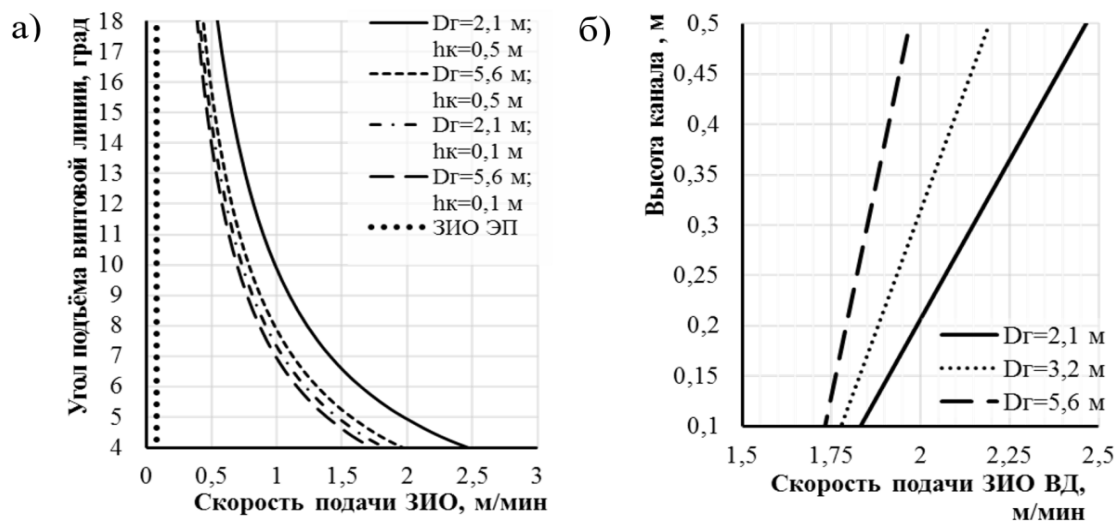 а)
Угол подъёма винтовой линии, град
18
17
16
15
14
13
12
11
10
9
8
7
6
5
4
0
0,5
1
1,5
2
2,5
3
Скорость подачи ЗИО, м/мин
Dг=2,1 м;
hк=0,5 м
Dг=5,6 м;
hк=0,5 м
Dг=2,1 м;
hк=0,1 м
Dг=5,6 м;
hк=0,1 м
ЗИО ЭП
б)
Высота канала , м
0,5
0,45
0,4
0,35
0,3
0,25
0,2
0,15
0,1
1,5
1,75
2
2,25
2,5
Dг=2,1 м
Dг=3,2 м
Dг=5,6 м
Скорость подачи ЗИО ВД,
м/мин